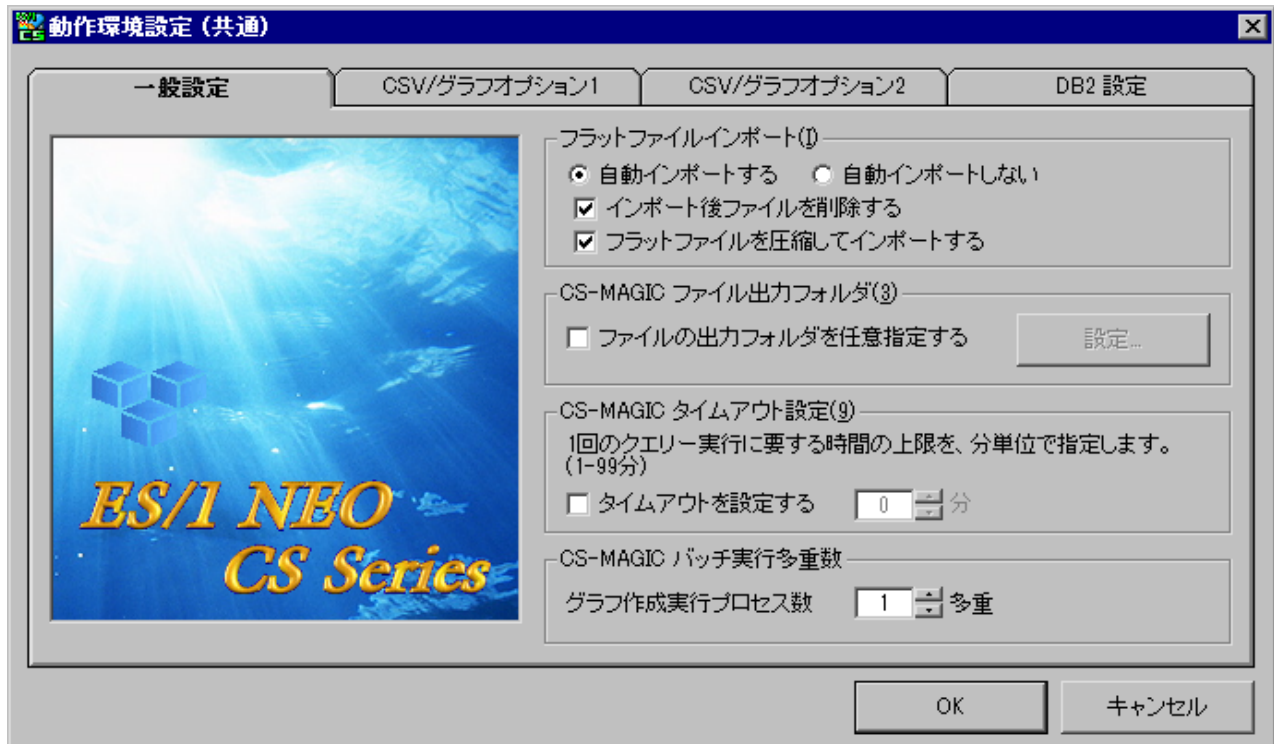 動作環境設定 (共通)
一般設定
CSV/グラフオプション1
CSV/グラフオプション2
DB2 設定
フラットファイルインポート(I)
自動インポートする
自動インポートしない
インポート後ファイルを削除する
フラットファイルを圧縮してインポートする
CS-MAGIC ファイル出力フォルダ(3)
ファイルの出力フォルダを任意指定する
設定...
CS-MAGIC タイムアウト設定(9)
1回のクエリー実行に要する時間の上限を、分単位で指定します。
(1-99分)
タイムアウトを設定する
0
分
CS-MAGIC バッチ実行多重数
グラフ作成実行プロセス数
1
多重
ES/1 NEO
CS Series
OK
キャンセル